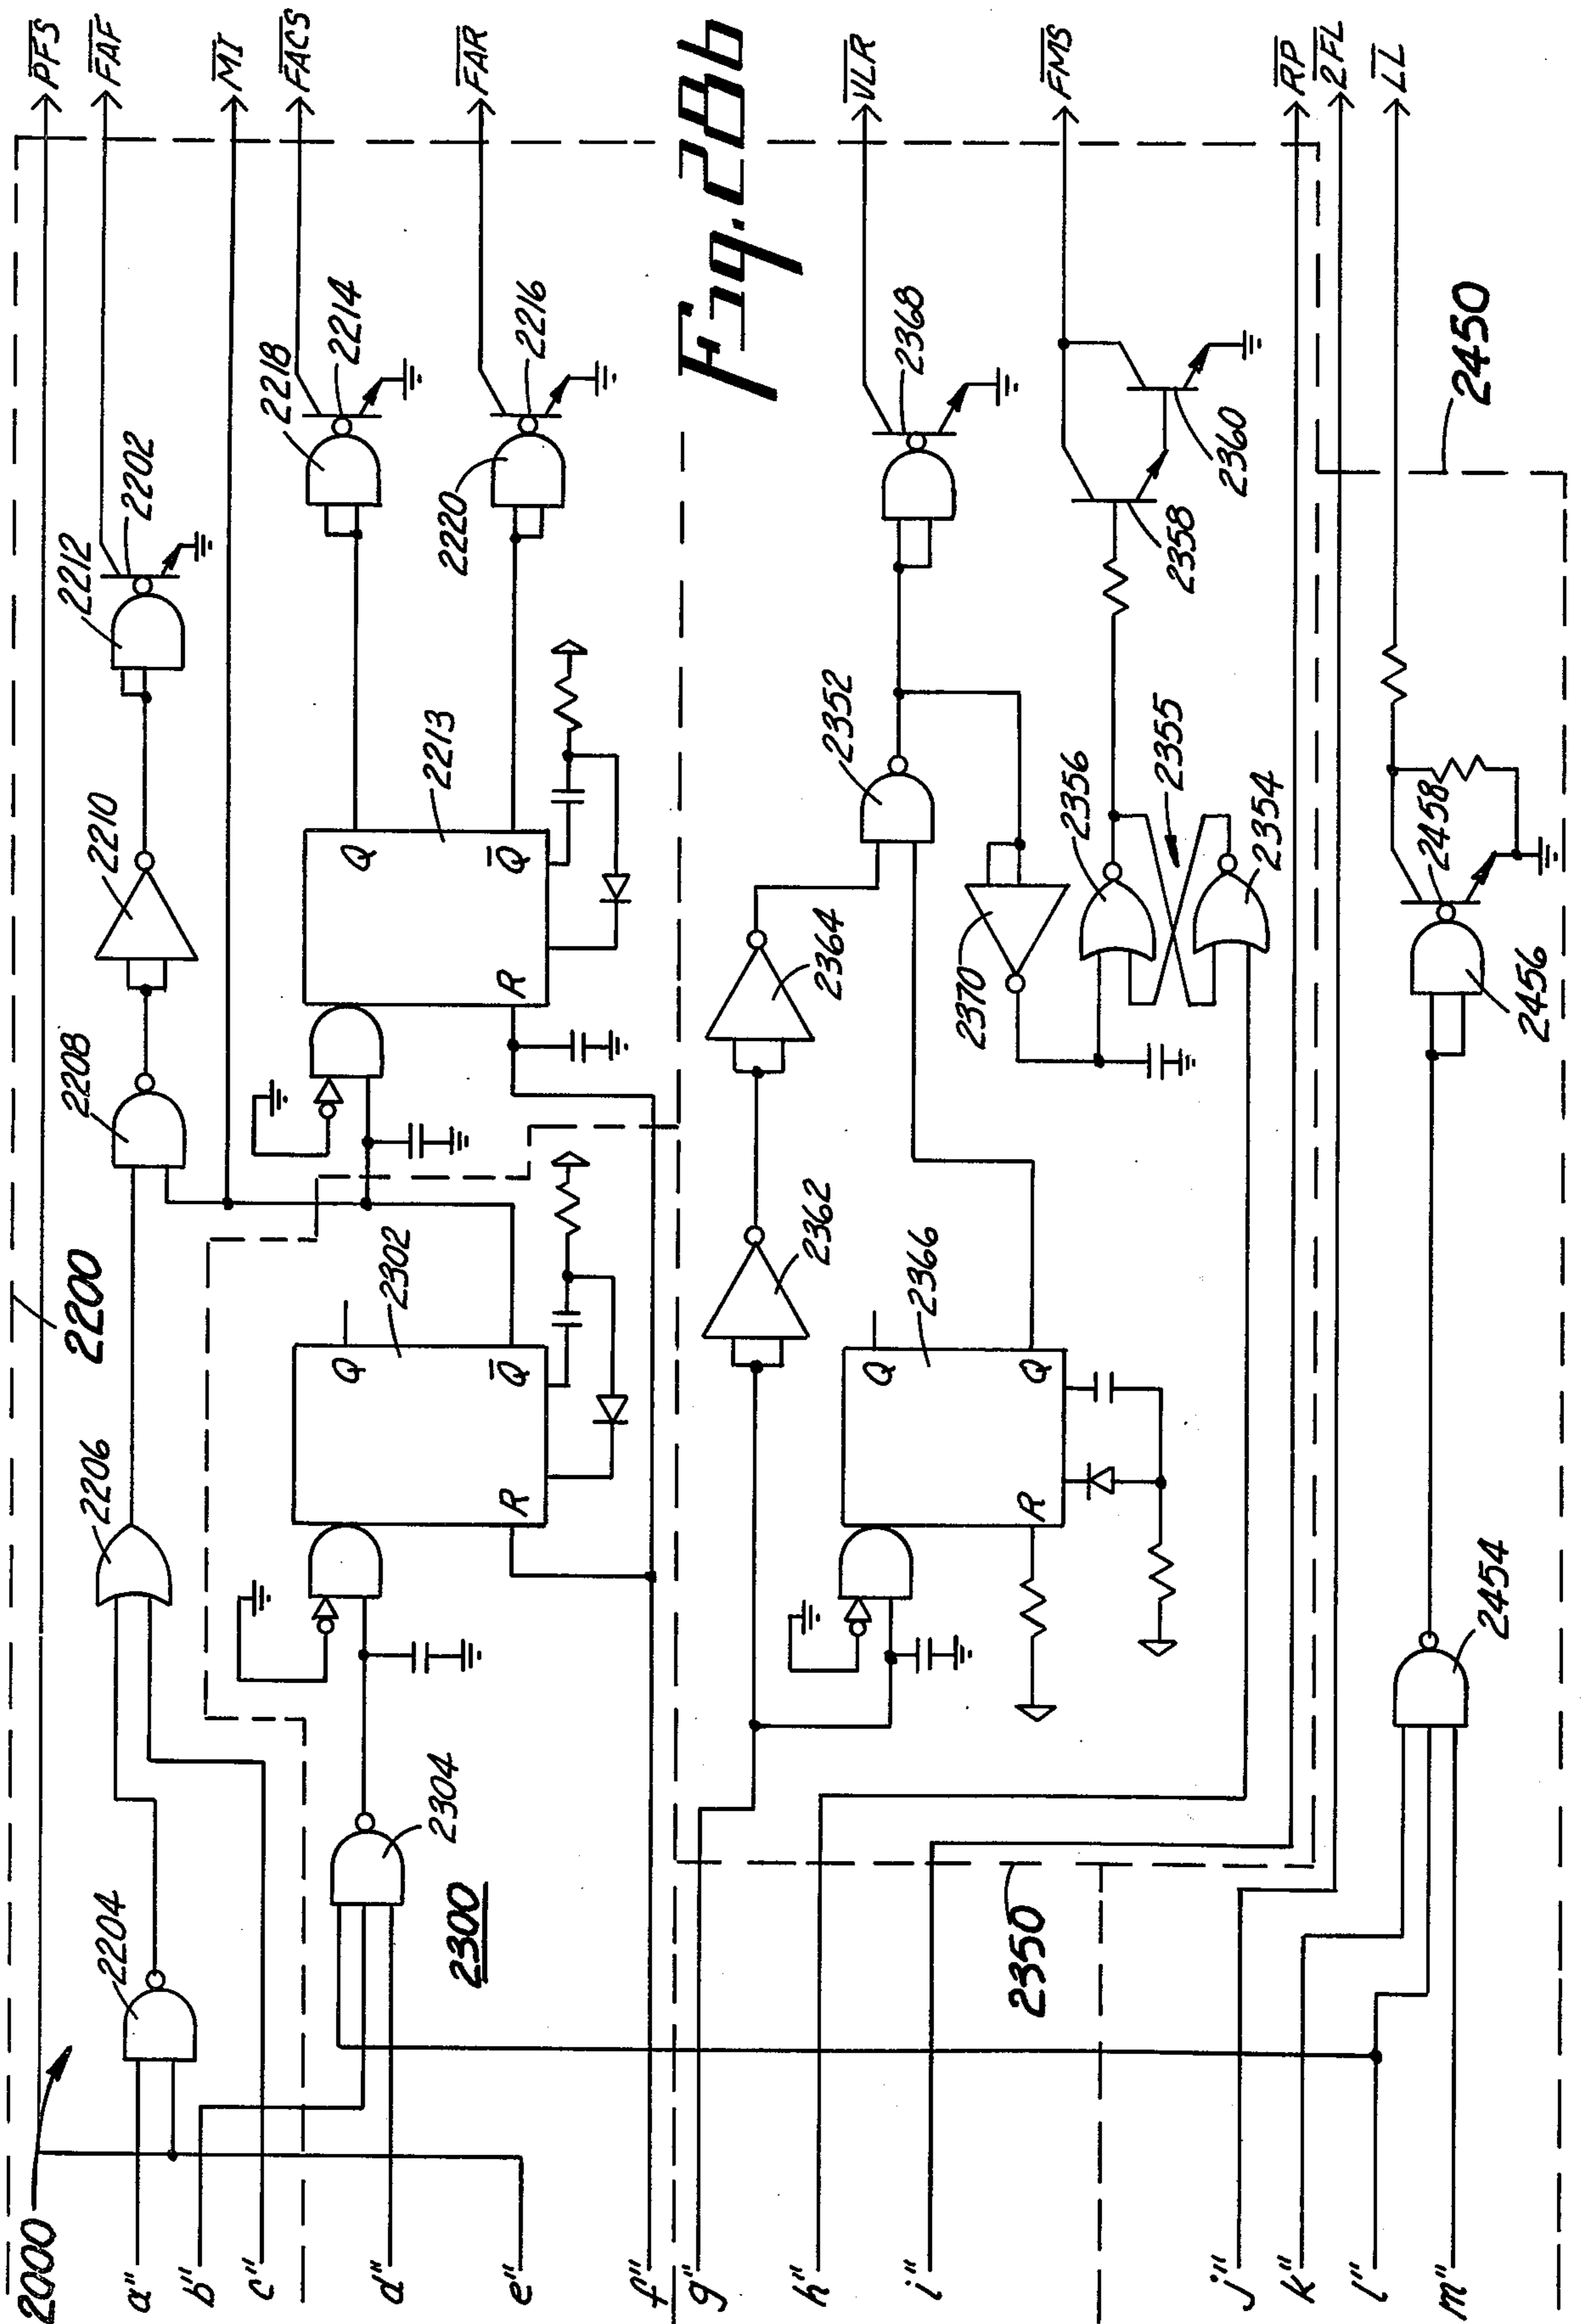 2000
a"
b"
c"
d"
e"
f"
g"
h"
i"
j"
k"
l"
m"
2200
2204
2206
2208
2210
2212
2202
PFS
FAF
MI
FACS
FAR
2300
2304
2302
Q
Q
R
2213
Q
Q
R
2218
2214
2220
2216
Fig. 28b
2350
2362
2364
2366
Q
Q
R
2352
2368
VLR
2370
2356
2355
2354
2358
2360
FMS
RP
2FL
LL
2450
2454
2456
2458